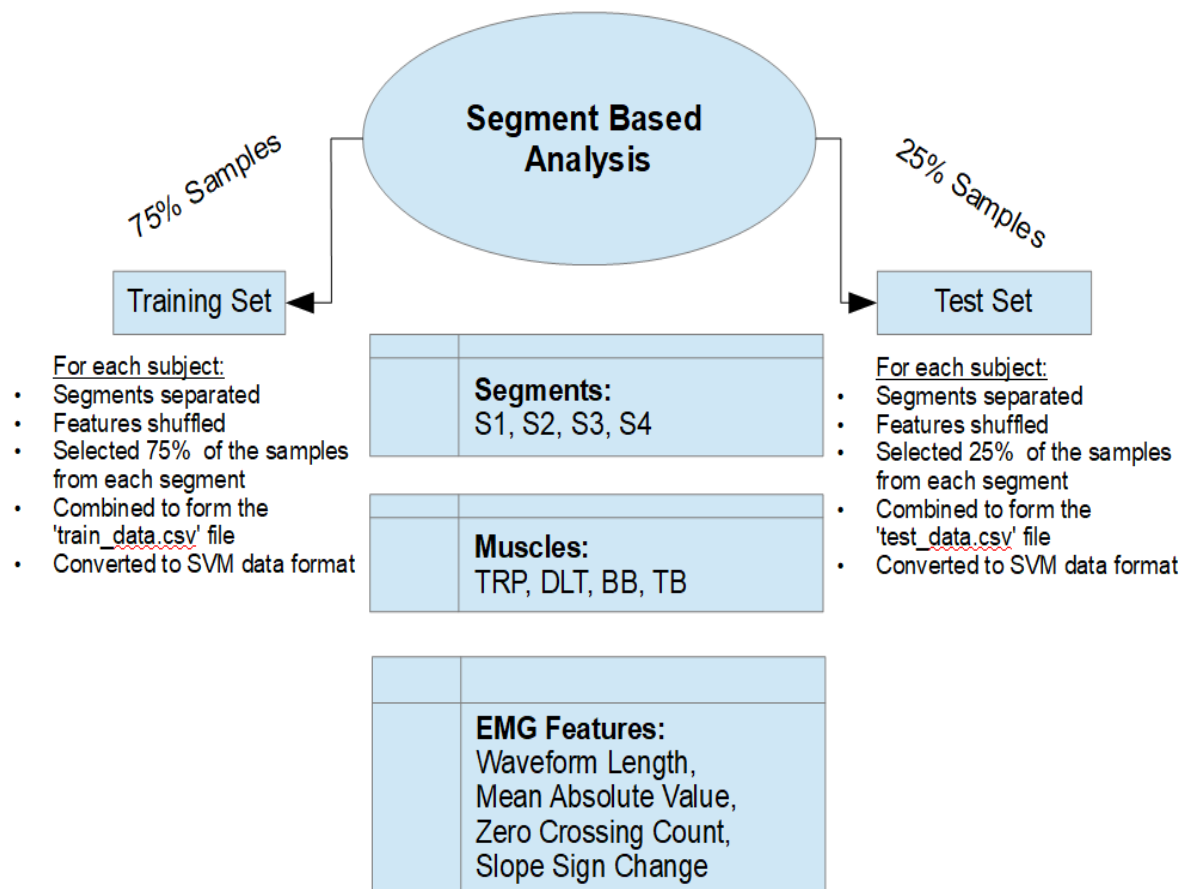 Segment Based
Analysis
75% Samples
25% Samples
Training Set
Test Set
For each subject:
• Segments separated
• Features shuffled
• Selected 75% of the samples
from each segment
• Combined to form the
'train_data.csv' file
• Converted to SVM data format
Segments:
S1, S2, S3, S4
Muscles:
TRP, DLT, BB, TB
EMG Features:
Waveform Length,
Mean Absolute Value,
Zero Crossing Count,
Slope Sign Change
For each subject:
• Segments separated
• Features shuffled
• Selected 25% of the samples
from each segment
• Combined to form the
'test_data.csv' file
• Converted to SVM data format